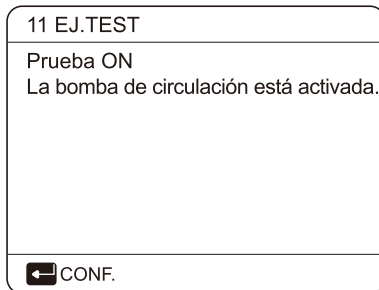 11 EJ.TEST
Prueba ON
La bomba de circulación está activada.
CONF.